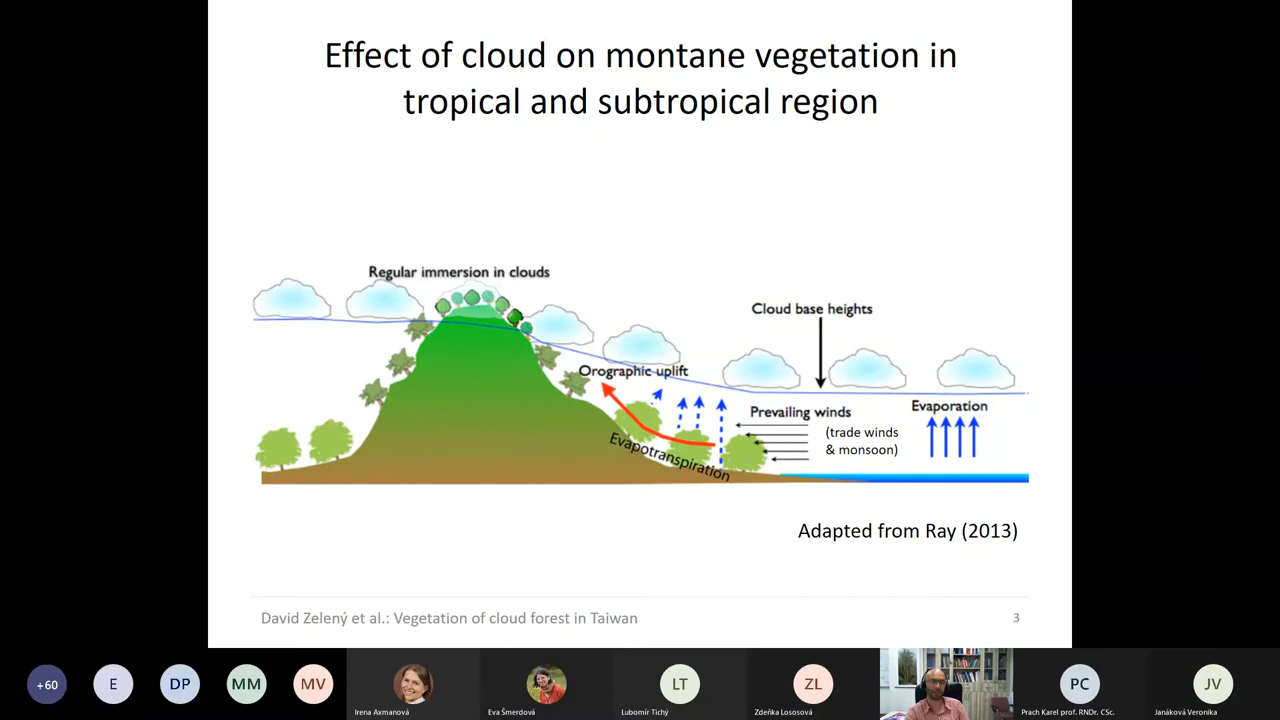 Effect of cloud on montane vegetation in
tropical and subtropical region
Regular immersion in clouds
Cloud base heights
Orographic uplift
Prevailing winds
(trade winds
& monsoon)
Evaporation
Evapotranspiration
Adapted from Ray (2013)
David Zelený et al.: Vegetation of cloud forest in Taiwan
3
+60
E
DP
MM
MV
Irena Axmanová
Eva Šmerdová
LT
Lubomír Tichý
ZL
Zdeňka Lososová
PC
Prach Karel prof. RNDr. CSc.
JV
Janáková Veronika